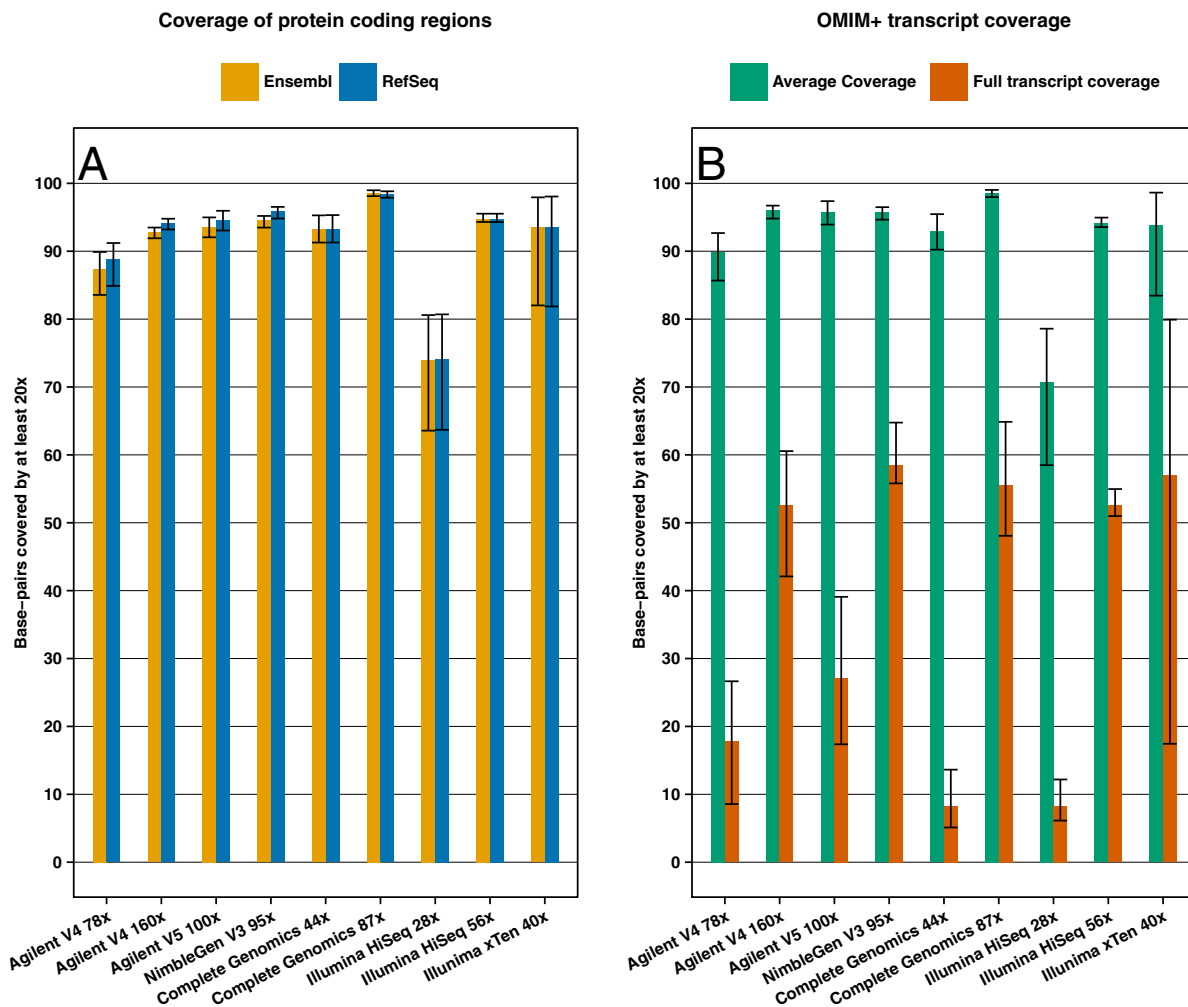 Coverage of protein coding regions
Ensembl RefSeq
A
Base-pairs covered by at least 20x
100
90
80
70
60
50
40
30
20
10
0
Agilent V4 78x
Agilent V4 160x
Agilent V5 100x
NimbleGen V3 95x
Complete Genomics 44x
Complete Genomics 87x
Illumina HiSeq 28x
Illumina HiSeq 56x
Illunima xTen 40x
OMIM+ transcript coverage
Average Coverage Full transcript coverage
B
Base-pairs covered by at least 20x
100
90
80
70
60
50
40
30
20
10
0
Agilent V4 78x
Agilent V4 160x
Agilent V5 100x
NimbleGen V3 95x
Complete Genomics 44x
Complete Genomics 87x
Illumina HiSeq 28x
Illumina HiSeq 56x
Illunima xTen 40x